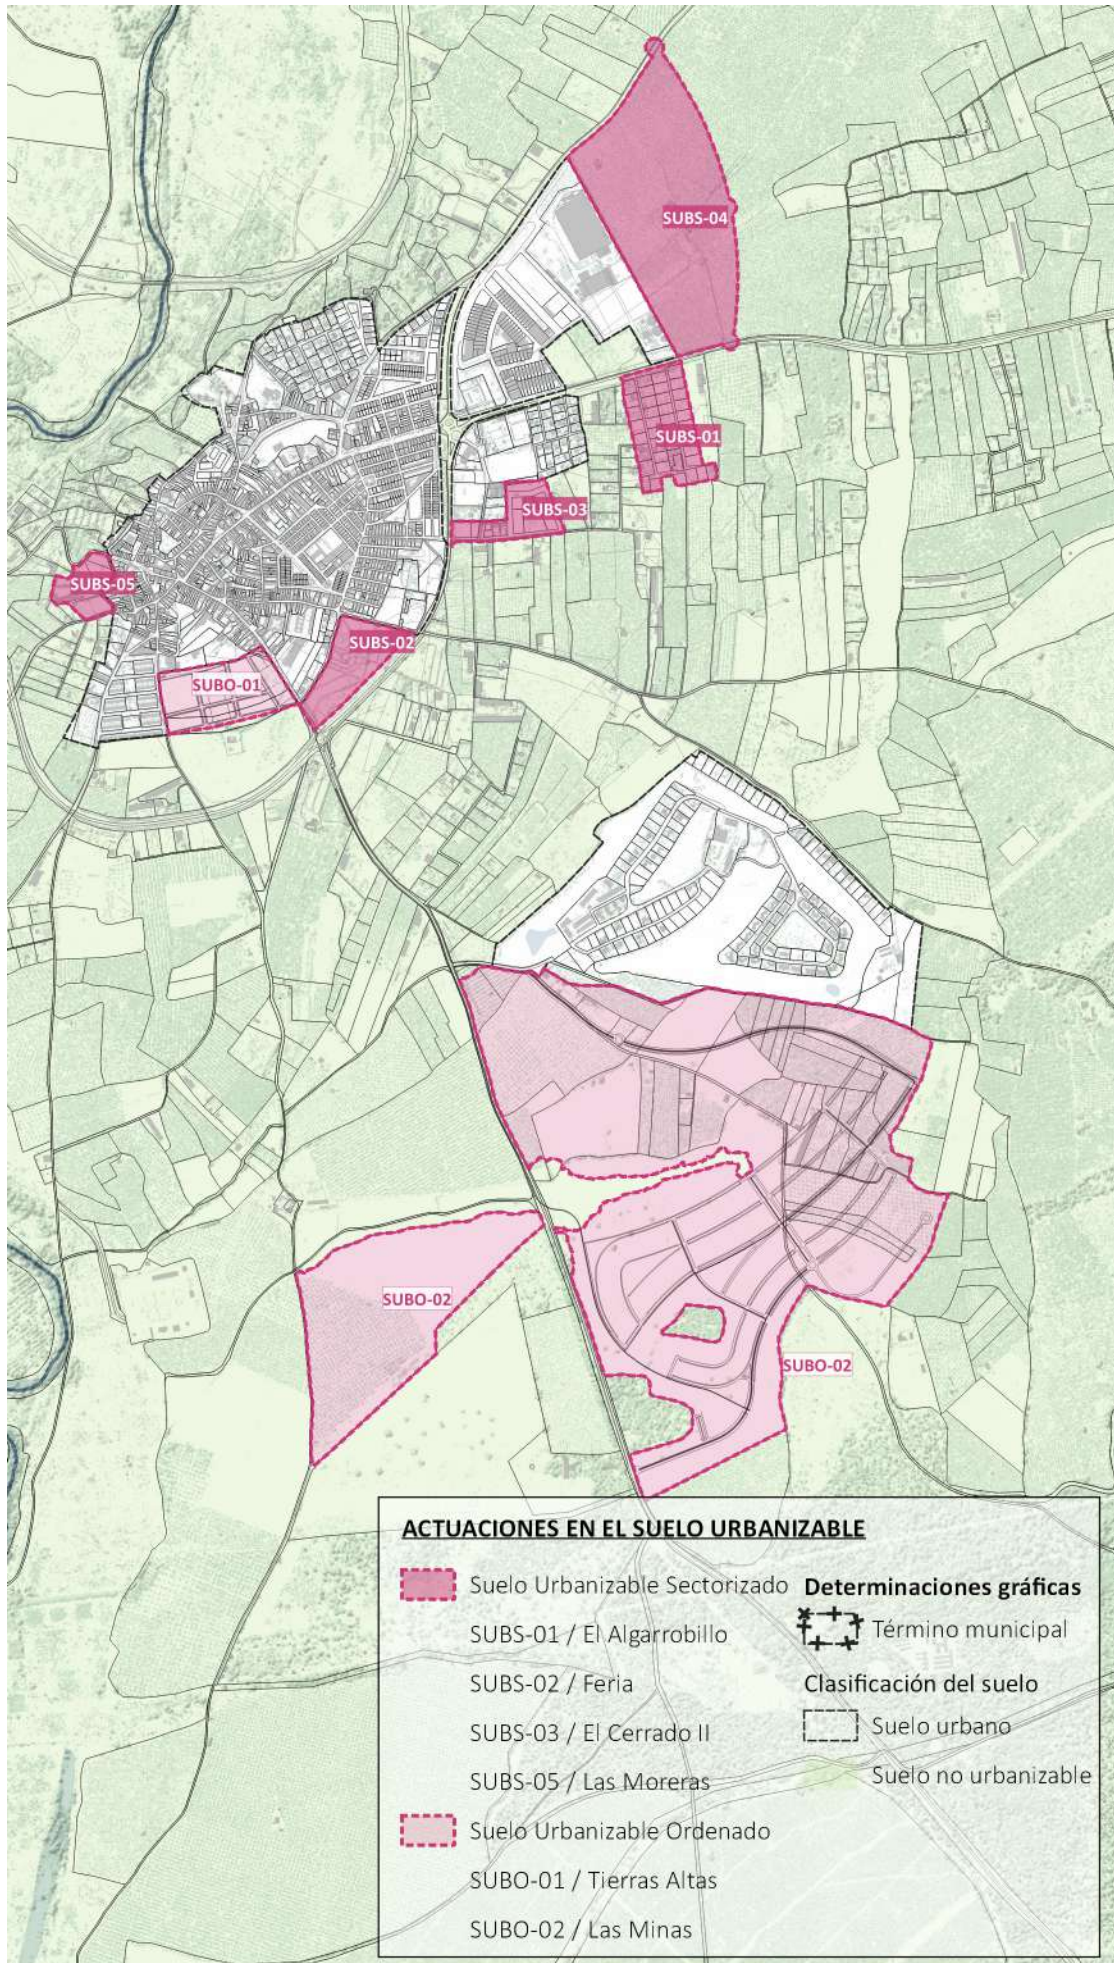 SUBS-04
SUBS-01
SUBS-03
SUBS-05
SUBS-02
SUBO-01
SUBO-02
SUBO-02
ACTUACIONES EN EL SUELO URBANIZABLE
Suelo Urbanizable Sectorizado
SUBS-01 / El Algarrobillo
SUBS-02 / Feria
SUBS-03 / El Cerrado II
SUBS-05 / Las Moreras
Suelo Urbanizable Ordenado
SUBO-01 / Tierras Altas
SUBO-02 / Las Minas
Determinaciones gráficas
Término municipal
Clasificación del suelo
Suelo urbano
Suelo no urbanizable